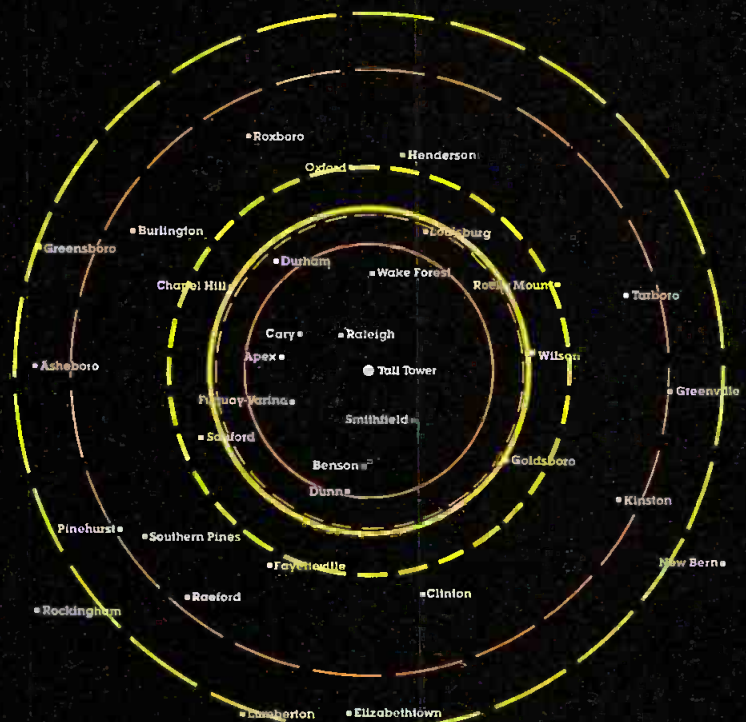 Roxboro
Henderson
Oxford
Burlington
Louisburg
Greensboro
Durham
Wake Forest
Chapel Hill
Rocky Mount
Tarboro
Cary
Raleigh
Apex
Wilson
Asheboro
Tall Tower
Greenville
Fuquay-Varina
Smithfield
Sanford
Goldsboro
Benson
Dunn
Kinston
Pinehurst
Southern Pines
New Bern
Fayetteville
Clinton
Raeford
Rockingham
Lumberton
Elizabethtown